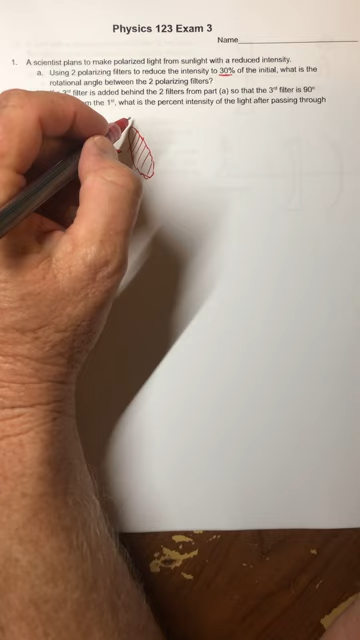 Physics 123 Exam 3
Name
1. A scientist plans to make polarized light from sunlight with a reduced intensity.
a. Using 2 polarizing filters to reduce the intensity to 30% of the initial, what is the
rotational angle between the 2 polarizing filters?
3rd filter is added behind the 2 filters from part (a) so that the 3rd filter is 90°
the 1st, what is the percent intensity of the light after passing through